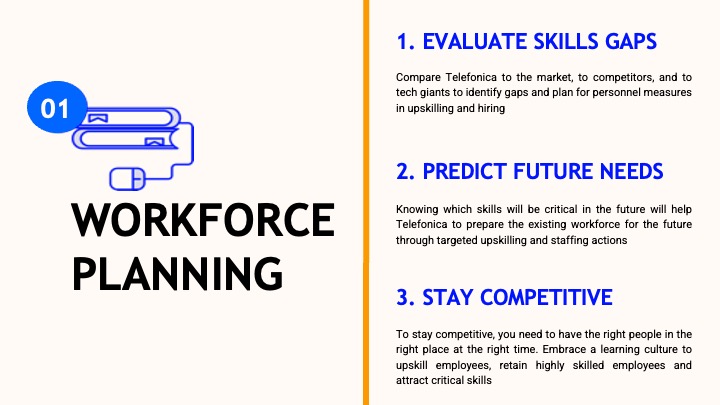 01
WORKFORCE
PLANNING
1. EVALUATE SKILLS GAPS
Compare Telefonica to the market, to competitors, and to
tech giants to identify gaps and plan for personnel measures
in upskilling and hiring
2. PREDICT FUTURE NEEDS
Knowing which skills will be critical in the future will help
Telefonica to prepare the existing workforce for the future
through targeted upskilling and staffing actions
3. STAY COMPETITIVE
To stay competitive, you need to have the right people in the
right place at the right time. Embrace a learning culture to
upskill employees, retain highly skilled employees and
attract critical skills